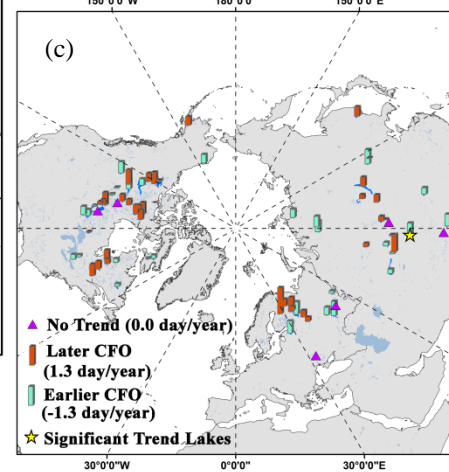 150°0'0"W 180°0'0" 150°0'0"E
(c)
No Trend (0.0 day/year)
Later CFO
(1.3 day/year)
Earlier CFO
(-1.3 day/year)
Significant Trend Lakes
30°0'0"W 0°0'0" 30°0'0"E